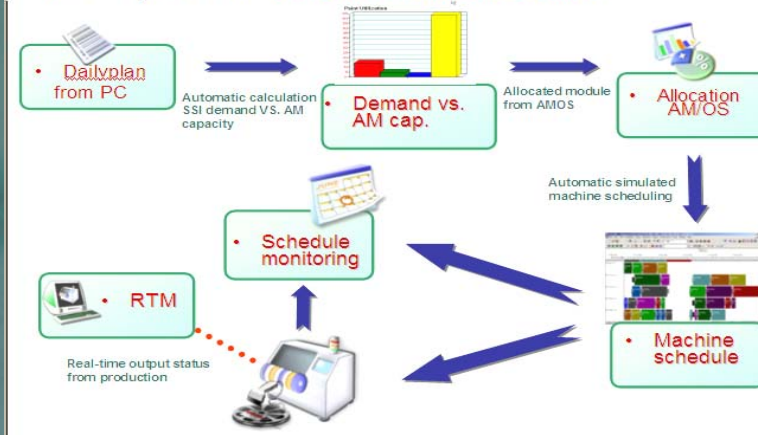 Dailyplan
from PC
Automatic calculation
SSI demand VS. AM
capacity
Demand vs.
AM cap.
Allocated module
from AMOS
Allocation
AM/OS
Automatic simulated
machine scheduling
Schedule
monitoring
RTM
Real-time output status
from production
Machine
schedule